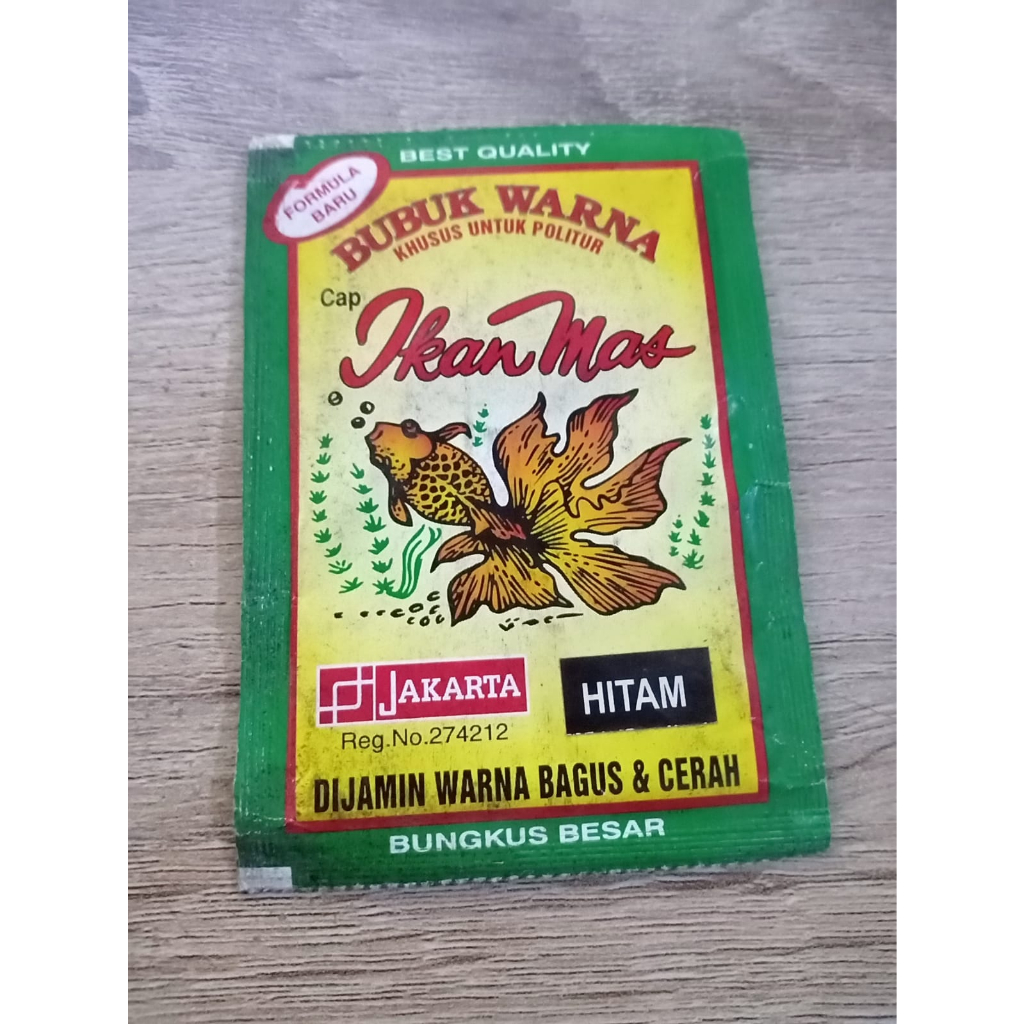 BEST QUALITY
FORMULA
BARU
BUBUK WARNA
KHUSUS UNTUK POLITUR
Cap
Ikan Mas
JAKARTA
Reg.No.274212
HITAM
DIJAMIN WARNA BAGUS & CERAH
BUNGKUS BESAR